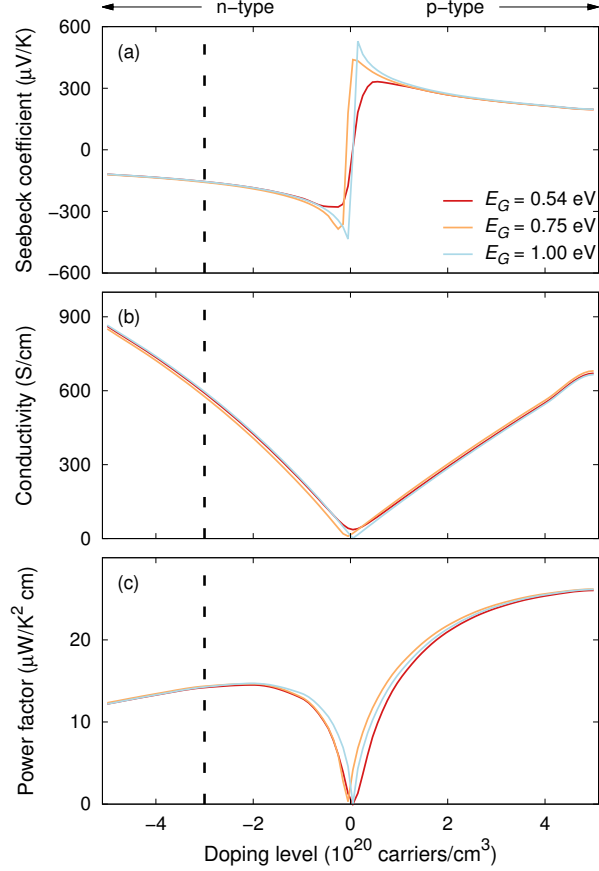 n-type p-type
(a)
Seebeck coefficient (μV/K)
600
300
0
−300
−600
E_G = 0.54 eV
E_G = 0.75 eV
E_G = 1.00 eV
(b)
Conductivity (S/cm)
900
600
300
0
(c)
Power factor (μW/K² cm)
20
10
0
−4 −2 0 2 4
Doping level (10²⁰ carriers/cm³)